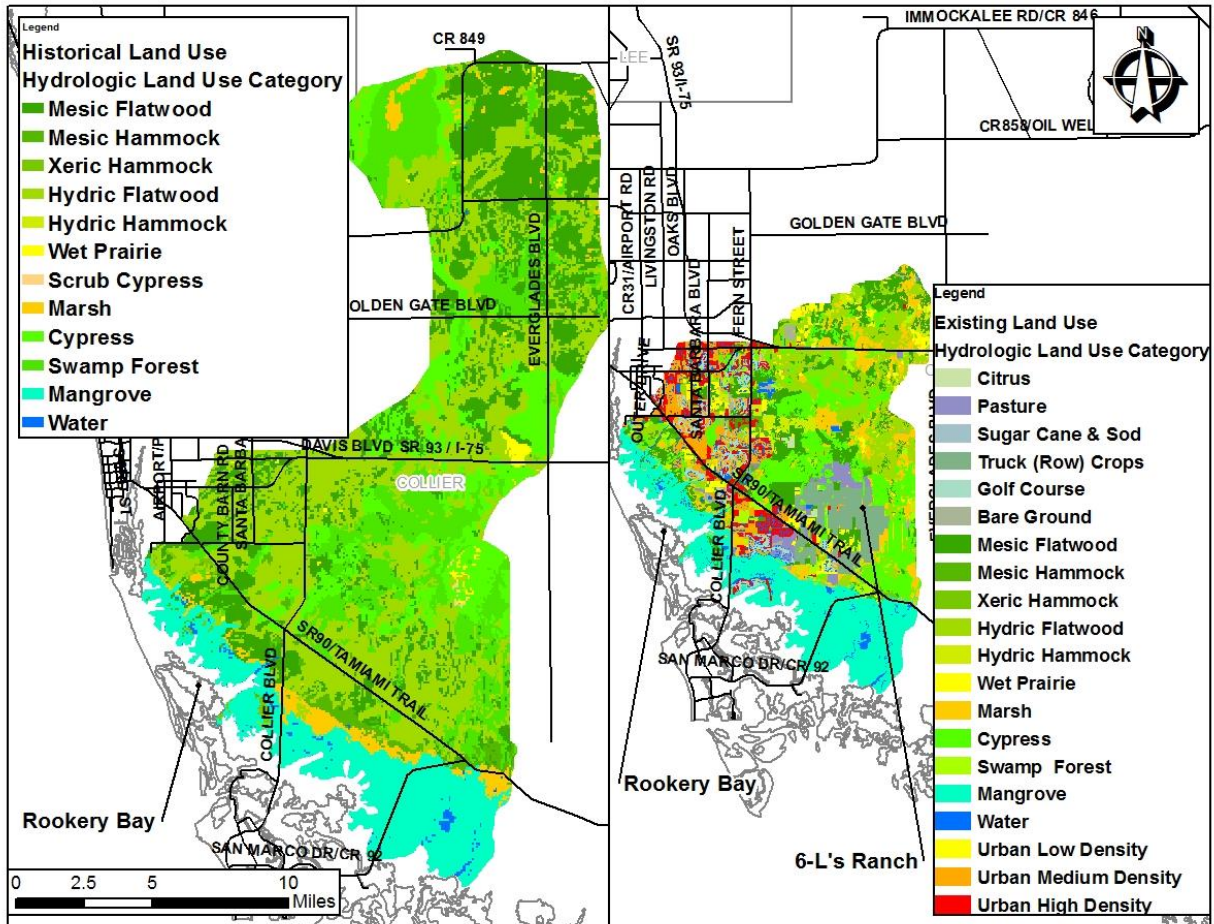 Legend
Historical Land Use
Hydrologic Land Use Category
Mesic Flatwood
Mesic Hammock
Xeric Hammock
Hydric Flatwood
Hydric Hammock
Wet Prairie
Scrub Cypress
Marsh
Cypress
Swamp Forest
Mangrove
Water
CR 849
EVERGLADES BLVD
OLDEN GATE BLVD
DAVIS BLVD SR 93 / I-75
COLLIER
AIRPORT/P
COUNTY BARN RD
SANTA BARBA
SR90/TAMIAMI TRAIL
COLLIER BLVD
Rookery Bay
SAN MARCO DR/CR 92
0 2.5 5 10
Miles
IMMOCKALEE RD/CR 846
N
SR 93/I-75
LEE
CR858/OIL WEL
CR31/AIRPORT RD
LIVINGSTON RD
OAKS BLVD
GOLDEN GATE BLVD
SANTA BARBARA BLVD
FERN STREET
OUTER DRIVE
SR90/TAMIAMI TRAIL
COLLIER BLVD
SAN MARCO DR/CR 92
Rookery Bay
6-L's Ranch
Legend
Existing Land Use
Hydrologic Land Use Category
Citrus
Pasture
Sugar Cane & Sod
Truck (Row) Crops
Golf Course
Bare Ground
Mesic Flatwood
Mesic Hammock
Xeric Hammock
Hydric Flatwood
Hydric Hammock
Wet Prairie
Marsh
Cypress
Swamp Forest
Mangrove
Water
Urban Low Density
Urban Medium Density
Urban High Density